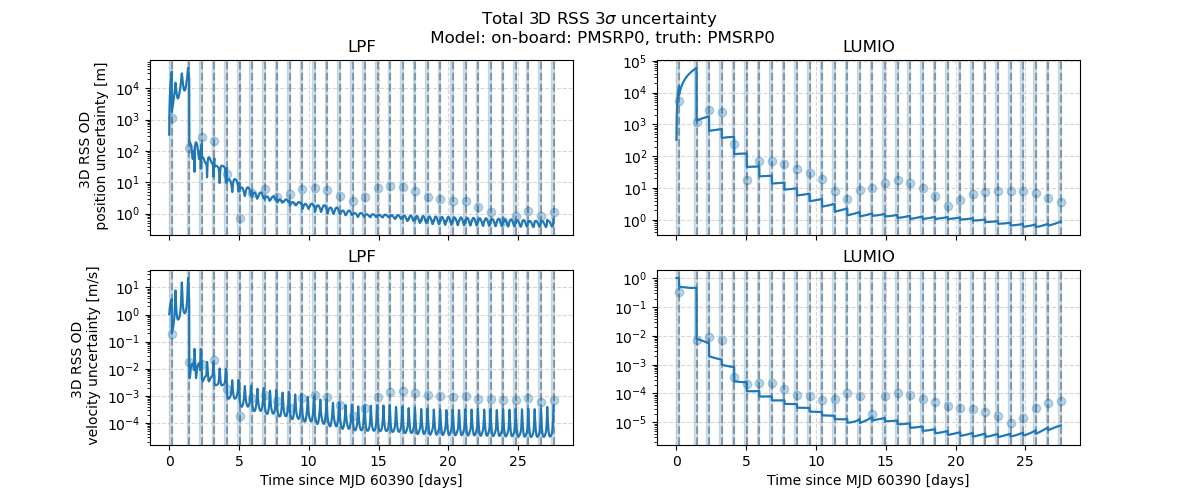 Total 3D RSS 3σ uncertainty
Model: on-board: PMSRP0, truth: PMSRP0
LPF
LUMIO
3D RSS OD
position uncertainty [m]
10⁴
10³
10²
10¹
10⁰
10⁵
10⁴
10³
10²
10¹
10⁰
LPF
LUMIO
3D RSS OD
velocity uncertainty [m/s]
10¹
10⁰
10⁻¹
10⁻²
10⁻³
10⁻⁴
10⁰
10⁻¹
10⁻²
10⁻³
10⁻⁴
10⁻⁵
0 5 10 15 20 25
0 5 10 15 20 25
Time since MJD 60390 [days]
Time since MJD 60390 [days]